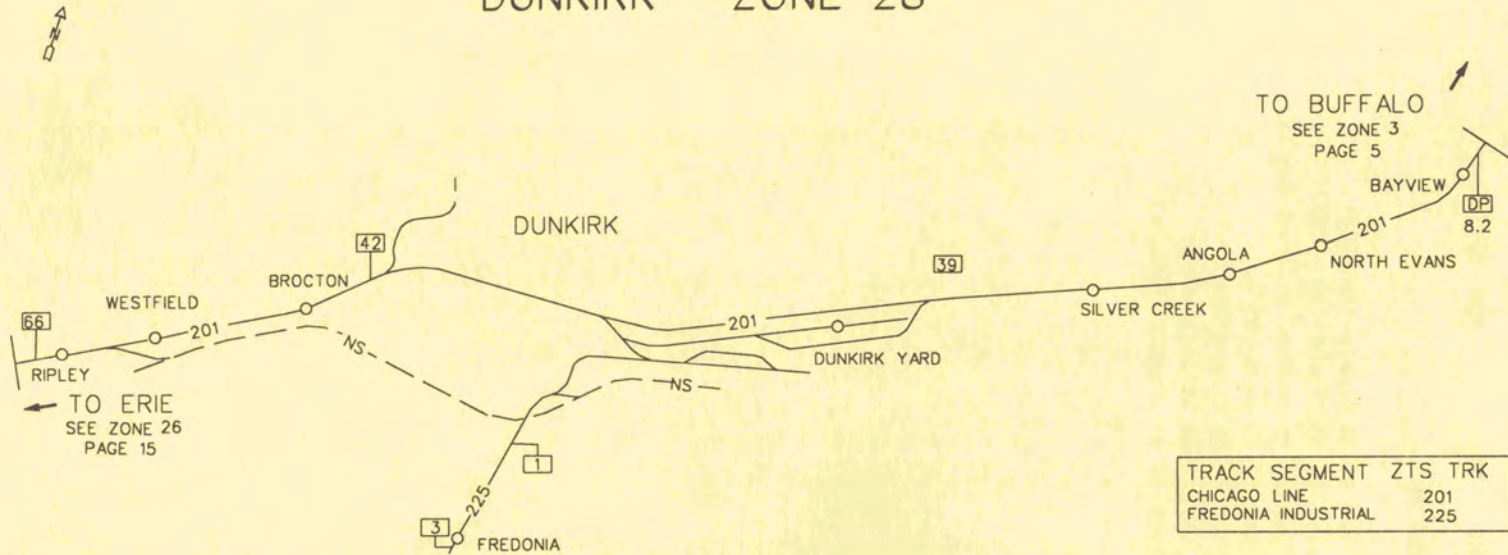 DUNKIRK ZONE 28
TO BUFFALO
SEE ZONE 3
PAGE 5
BAYVIEW
DP
8.2
201
NORTH EVANS
ANGOLA
SILVER CREEK
39
DUNKIRK
42
BROCTON
WESTFIELD
201
66
RIPLEY
NS
201
DUNKIRK YARD
NS
TO ERIE
SEE ZONE 26
PAGE 15
1
225
3
FREDONIA
TRACK SEGMENT ZTS TRK
CHICAGO LINE 201
FREDONIA INDUSTRIAL 225